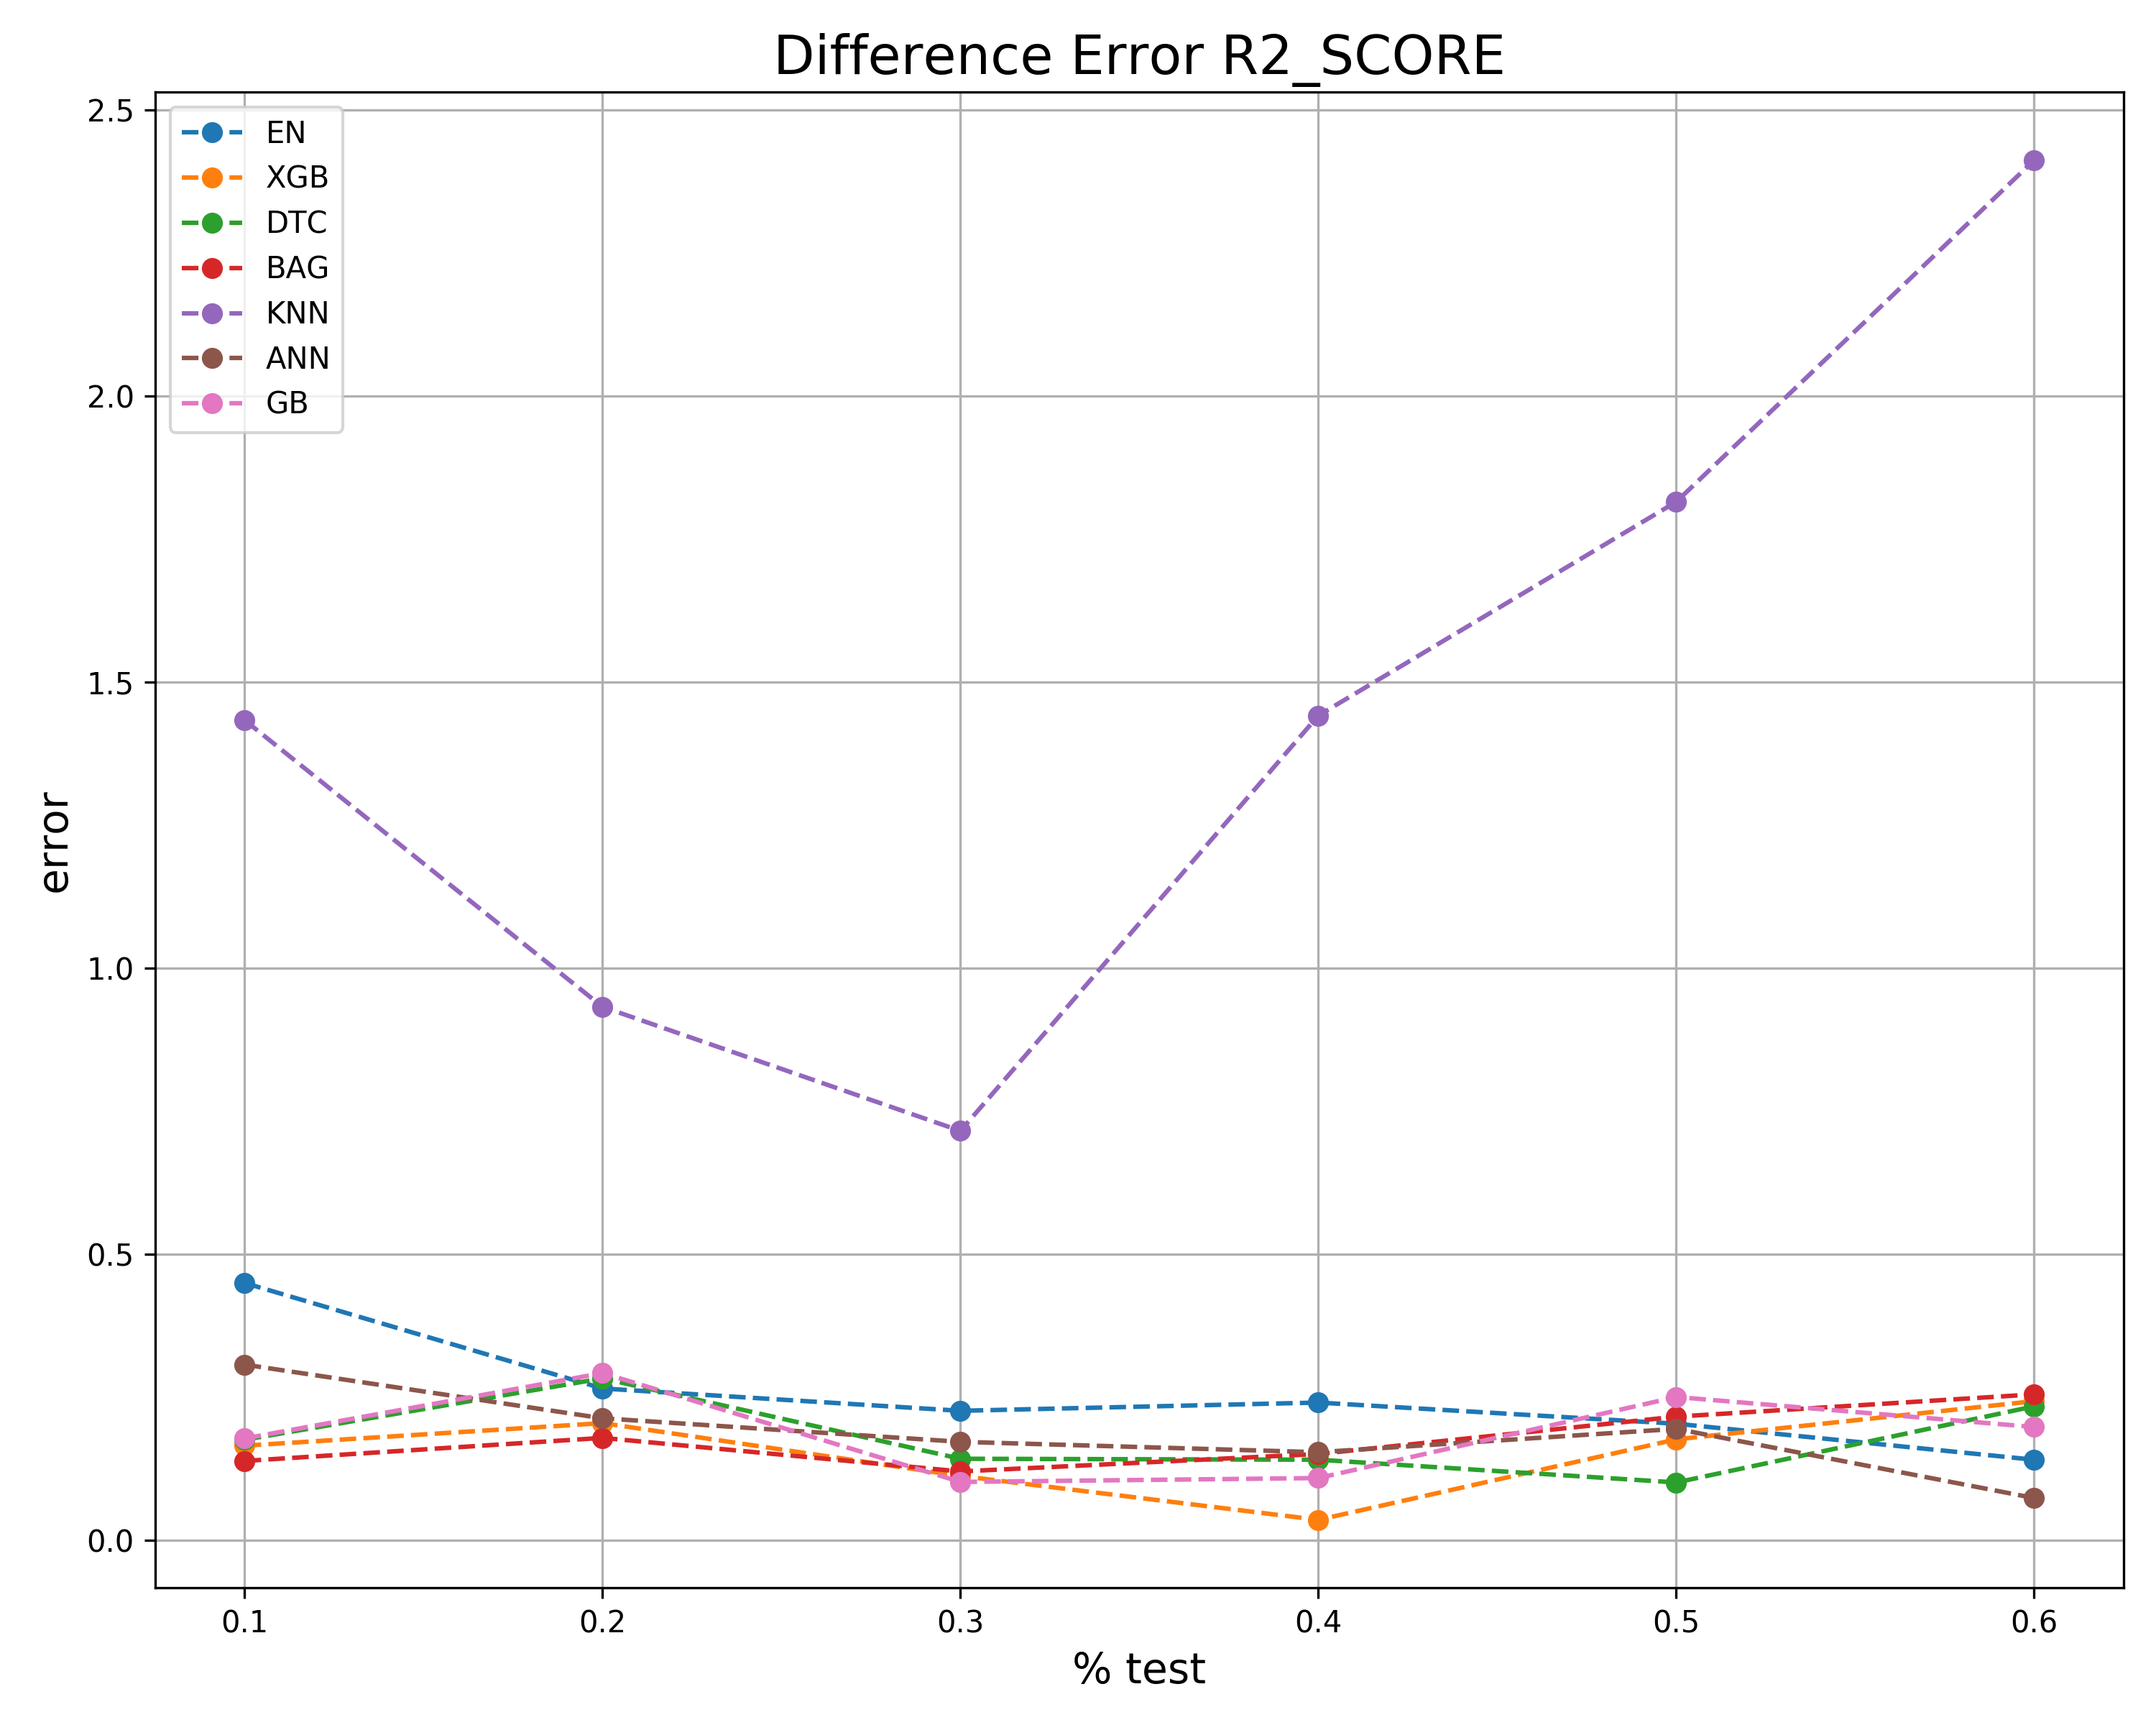 Difference Error R2_SCORE
2.5
2.0
1.5
1.0
0.5
0.0
error
EN
XGB
DTC
BAG
KNN
ANN
GB
0.1 0.2 0.3 0.4 0.5 0.6
% test